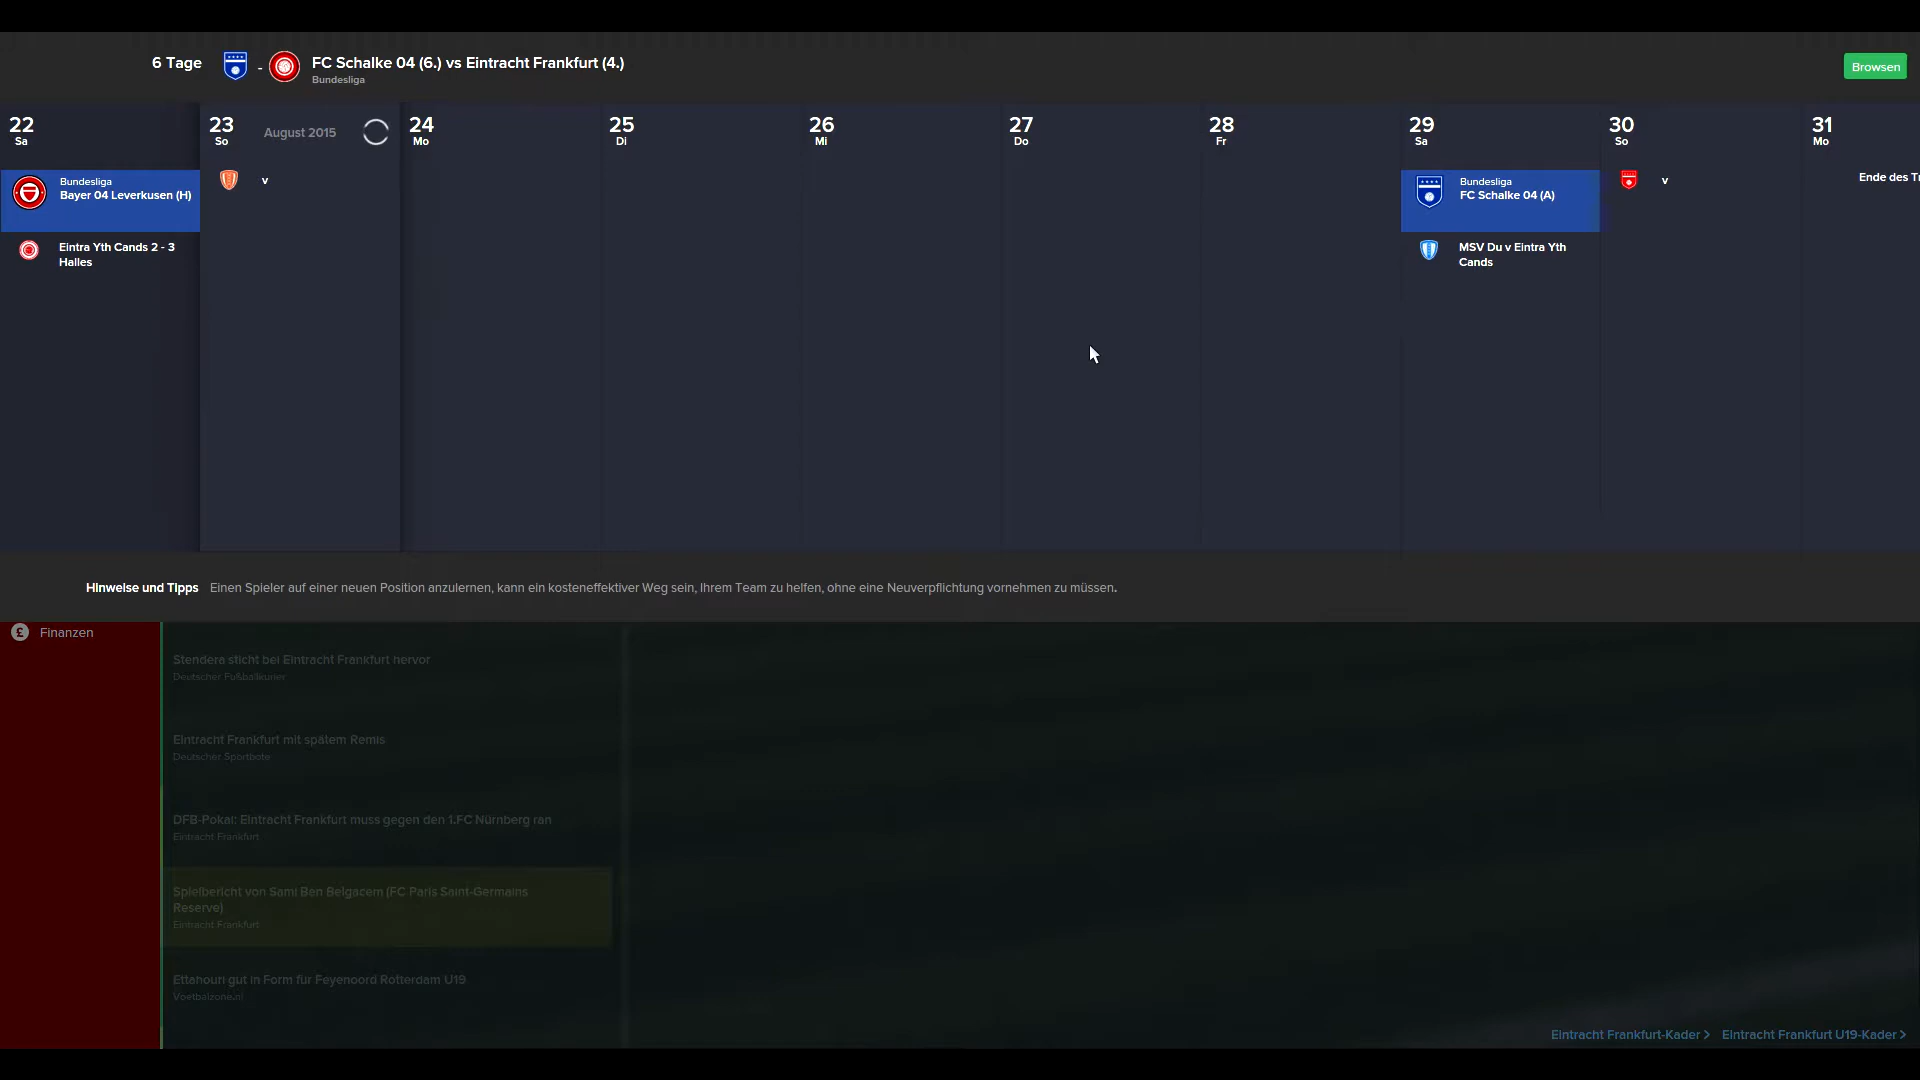 6 Tage
-
FC Schalke 04 (6.) vs Eintracht Frankfurt (4.)
Bundesliga
Browsen
22
Sa
23
So
August 2015
24
Mo
25
Di
26
Mi
27
Do
28
Fr
29
Sa
30
So
31
Mo
Bundesliga
Bayer 04 Leverkusen (H)
Eintra Yth Cands 2 - 3
Halles
v
Bundesliga
FC Schalke 04 (A)
MSV Du v Eintra Yth
Cands
v
Ende des Tr
Hinweise und Tipps
Einen Spieler auf einer neuen Position anzulernen, kann ein kosteneffektiver Weg sein, Ihrem Team zu helfen, ohne eine Neuverpflichtung vornehmen zu müssen.
£ Finanzen
Stendera sticht bei Eintracht Frankfurt hervor
Deutscher Fußballkurier
Eintracht Frankfurt mit spätem Remis
Deutscher Sportbote
DFB-Pokal: Eintracht Frankfurt muss gegen den 1.FC Nürnberg ran
Eintracht Frankfurt
Spielbericht von Sami Ben Belgacem (FC Paris Saint-Germains
Reserve)
Eintracht Frankfurt
Ettahouri gut in Form für Feyenoord Rotterdam U19
Voetbalzone.nl
Eintracht Frankfurt-Kader >
Eintracht Frankfurt U19-Kader >